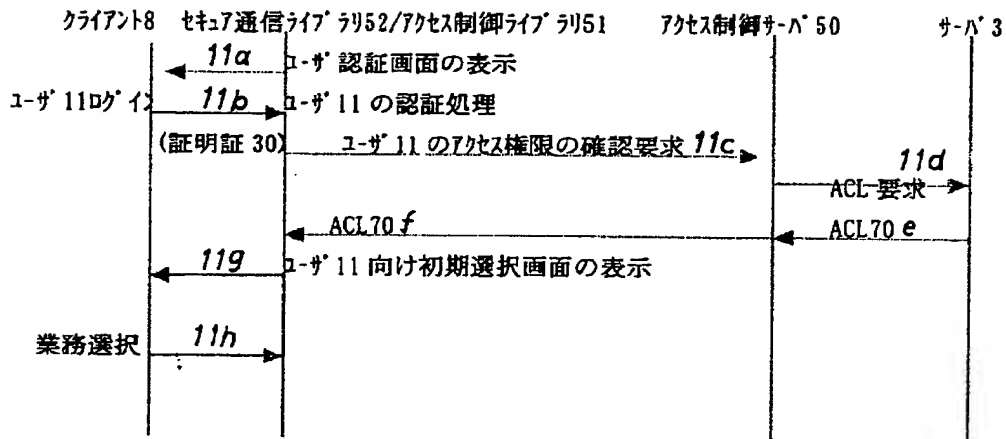 クライアント8 セキュア通信ライブラリ52/アクセス制御ライブラリ51 アクセス制御サーバ50 サーバ3
11a ユーザ認証画面の表示
ユーザ11ログイン 11b ユーザ11の認証処理
(証明証30) ユーザ11のアクセス権限の確認要求 11c
11d
ACL要求
ACL70 f ACL70 e
11g ユーザ11向け初期選択画面の表示
業務選択 11h